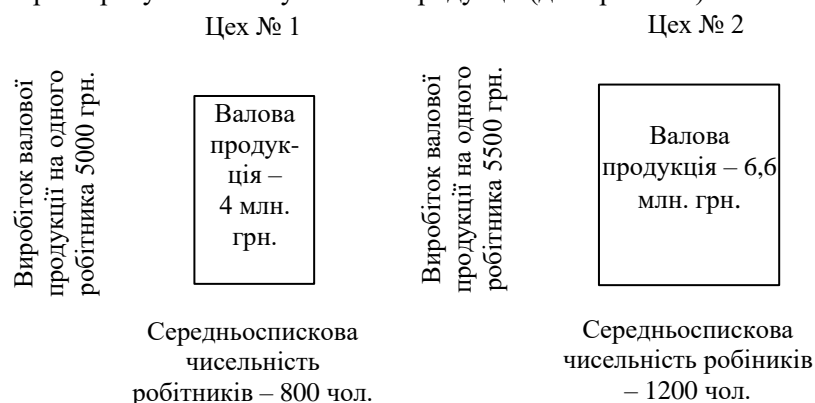 Цех № 1
Виробіток валової
продукції на одного
робітника 5000 грн.
Валова
продук-
ція –
4 млн.
грн.
Середньоспискова
чисельність
робітників – 800 чол.
Цех № 2
Виробіток валової
продукції на одного
робітника 5500 грн.
Валова
продукція – 6,6
млн. грн.
Середньоспискова
чисельність робіників
– 1200 чол.